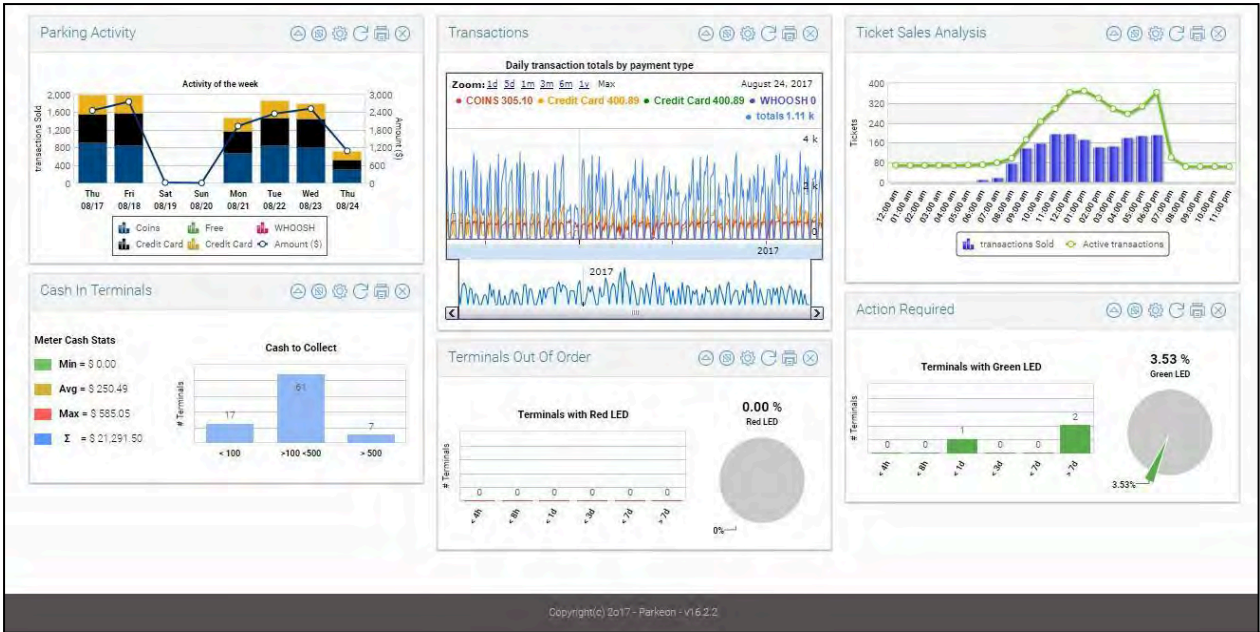 Parking Activity
Activity of the week
transactions Sold
2,000
1,600
1,200
800
400
0
3,000
2,400
1,800
1,200
600
0
Amount ($)
Thu Fri Sat Sun Mon Tue Wed Thu
08/17 08/18 08/19 08/20 08/21 08/22 08/23 08/24
Coins Free WHOOSH
Credit Card Credit Card Amount ($)
Cash In Terminals
Meter Cash Stats
Min = $ 0.00
Avg = $ 250.49
Max = $ 585.05
Σ = $ 21,291.50
Cash to Collect
# Terminals
17 61 7
< 100 >100 <500 > 500
Transactions
Daily transaction totals by payment type
Zoom: 1d 5d 1m 3m 6m 1y Max August 24, 2017
COINS 305.10 Credit Card 400.89 Credit Card 400.89 WHOOSH 0
totals 1.11 k
4 k
2 k
0
2017
2017
Terminals Out Of Order
Terminals with Red LED
# Terminals
0 0 0 0 0 0
< 4h < 8h < 1d < 3d < 7d > 7d
0.00 %
Red LED
0%
Ticket Sales Analysis
Tickets
400
320
240
160
80
0
12:00 am 01:00 am 02:00 am 03:00 am 04:00 am 05:00 am 06:00 am 07:00 am 08:00 am 09:00 am 10:00 am 11:00 am 12:00 pm 01:00 pm 02:00 pm 03:00 pm 04:00 pm 05:00 pm 06:00 pm 07:00 pm 08:00 pm 09:00 pm 10:00 pm 11:00 pm
transactions Sold Active transactions
Action Required
Terminals with Green LED
# Terminals
0 0 1 0 0 2
< 4h < 8h < 1d < 3d < 7d > 7d
3.53 %
Green LED
3.53%
Copyright(c) 2o17 - Parkeon - v16.2.2